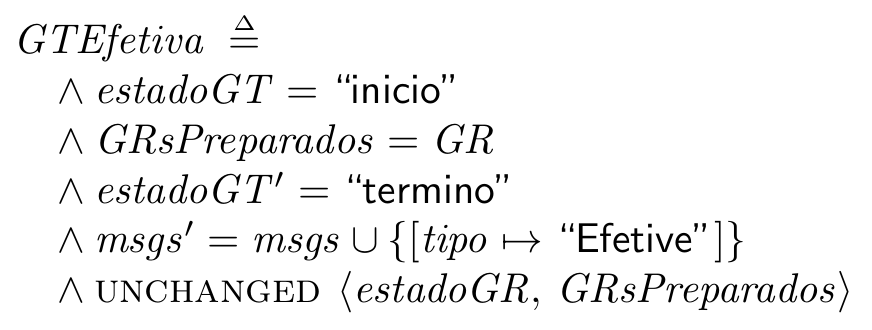 GTEfetiva ≜
∧ estadoGT = “inicio”
∧ GRsPreparados = GR
∧ estadoGT′ = “termino”
∧ msgs′ = msgs ∪ {[tipo ↦ “Efetive”]}
∧ UNCHANGED ⟨estadoGR, GRsPreparados⟩